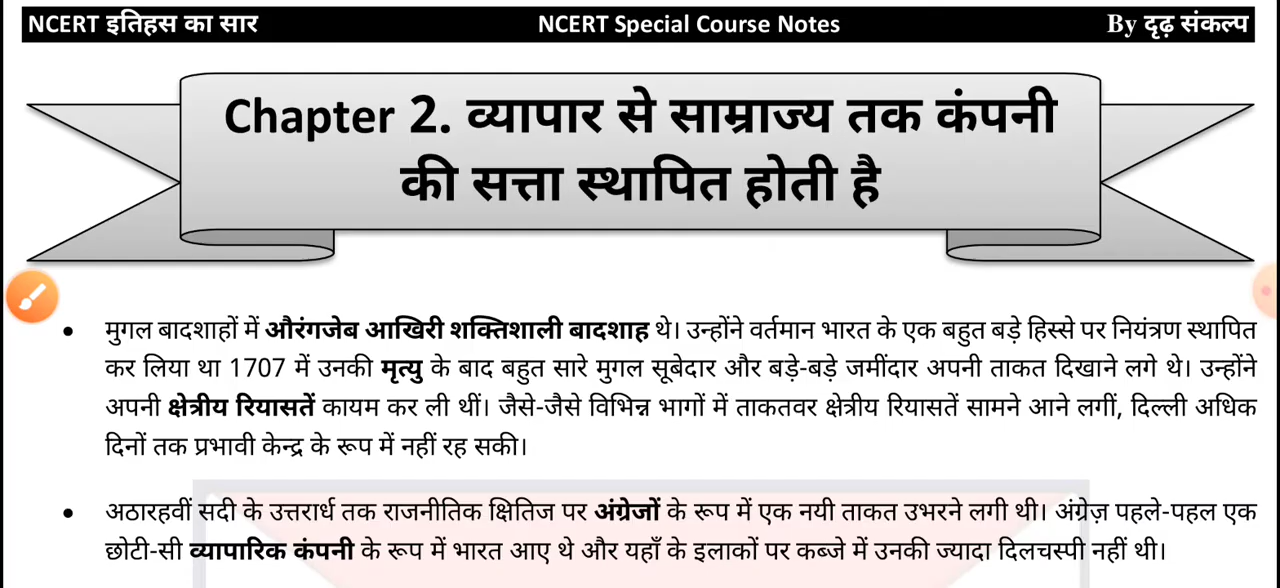 NCERT इतिहस का सार NCERT Special Course Notes By दृढ़ संकल्प
Chapter 2. व्यापार से साम्राज्य तक कंपनी
की सत्ता स्थापित होती है
• मुगल बादशाहों में औरंगजेब आखिरी शक्तिशाली बादशाह थे। उन्होंने वर्तमान भारत के एक बहुत बड़े हिस्से पर नियंत्रण स्थापित
कर लिया था 1707 में उनकी मृत्यु के बाद बहुत सारे मुगल सूबेदार और बड़े-बड़े जमींदार अपनी ताकत दिखाने लगे थे। उन्होंने
अपनी क्षेत्रीय रियासतें कायम कर ली थीं। जैसे-जैसे विभिन्न भागों में ताकतवर क्षेत्रीय रियासतें सामने आने लगीं, दिल्ली अधिक
दिनों तक प्रभावी केन्द्र के रूप में नहीं रह सकी।
• अठारहवीं सदी के उत्तरार्ध तक राजनीतिक क्षितिज पर अंग्रेजों के रूप में एक नयी ताकत उभरने लगी थी। अंग्रेज़ पहले-पहल एक
छोटी-सी व्यापारिक कंपनी के रूप में भारत आए थे और यहाँ के इलाकों पर कब्जे में उनकी ज्यादा दिलचस्पी नहीं थी।